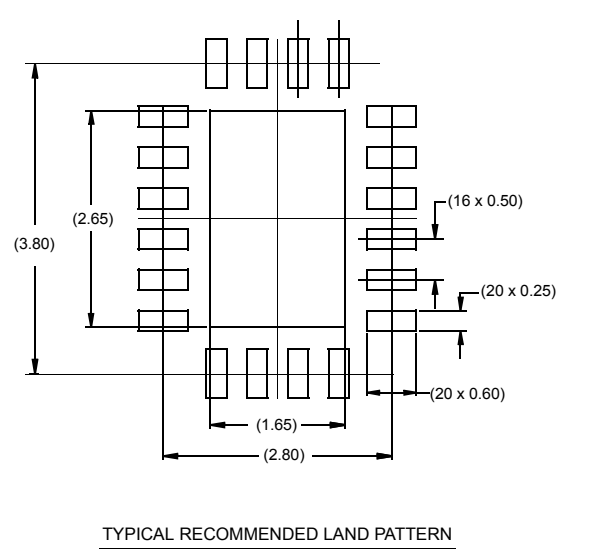 (16 x 0.50)
(2.65)
(3.80)
(20 x 0.25)
(20 x 0.60)
(1.65)
(2.80)
TYPICAL RECOMMENDED LAND PATTERN